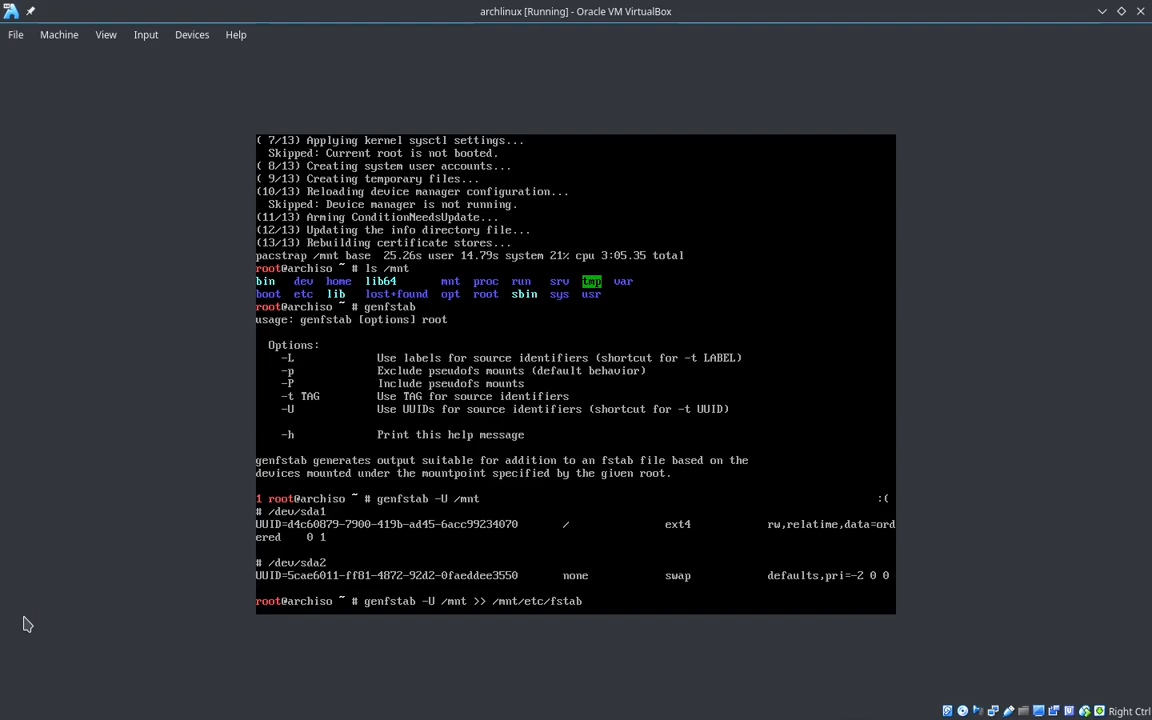 archlinux [Running] - Oracle VM VirtualBox
File Machine View Input Devices Help
( 7/13) Applying kernel sysctl settings...
Skipped: Current root is not booted.
( 8/13) Creating system user accounts...
( 9/13) Creating temporary files...
(10/13) Reloading device manager configuration...
Skipped: Device manager is not running.
(11/13) Arming ConditionNeedsUpdate...
(12/13) Updating the info directory file...
(13/13) Rebuilding certificate stores...
pacstrap /mnt base 25.26s user 14.79s system 21% cpu 3:05.35 total
root@archiso ~ # ls /mnt
bin dev home lib64 mnt proc run srv tmp var
boot etc lib lost+found opt root sbin sys usr
root@archiso ~ # genfstab
usage: genfstab [options] root
Options:
-L Use labels for source identifiers (shortcut for -t LABEL)
-p Exclude pseudofs mounts (default behavior)
-P Include pseudofs mounts
-t TAG Use TAG for source identifiers
-U Use UUIDs for source identifiers (shortcut for -t UUID)
-h Print this help message
genfstab generates output suitable for addition to an fstab file based on the
devices mounted under the mountpoint specified by the given root.
1 root@archiso ~ # genfstab -U /mnt :(
# /dev/sda1
UUID=d4c60879-7900-419b-ad45-6acc99234070 / ext4 rw,relatime,data=ord
ered 0 1
# /dev/sda2
UUID=5cae6011-ff81-4872-92d2-0faeddee3550 none swap defaults,pri=-2 0 0
root@archiso ~ # genfstab -U /mnt >> /mnt/etc/fstab
Right Ctrl